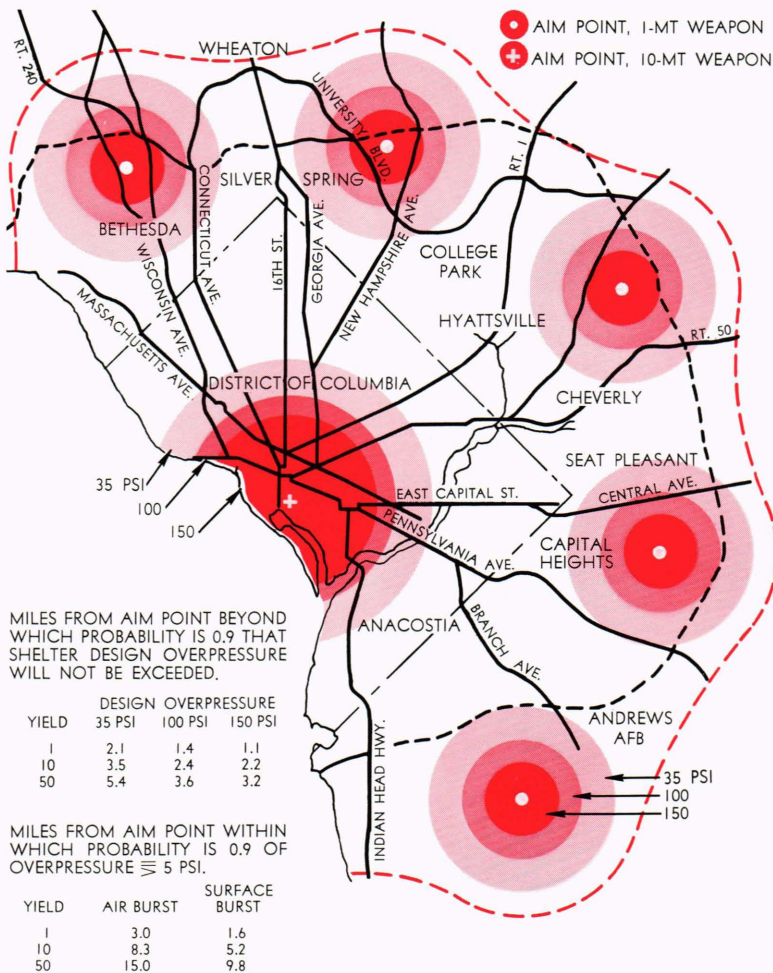 AIM POINT, 1-MT WEAPON
AIM POINT, 10-MT WEAPON
RT. 240
WHEATON
UNIVERSITY BLVD.
RT. 1
CONNECTICUT AVE.
SILVER SPRING
BETHESDA
WISCONSIN AVE.
16TH ST.
GEORGIA AVE.
NEW HAMPSHIRE AVE.
COLLEGE
PARK
MASSACHUSETTS AVE.
HYATTSVILLE
RT. 50
DISTRICT OF COLUMBIA
CHEVERLY
SEAT PLEASANT
35 PSI
100
150
EAST CAPITAL ST.
CENTRAL AVE.
PENNSYLVANIA AVE.
CAPITAL
HEIGHTS
ANACOSTIA
BRANCH AVE.
ANDREWS
AFB
INDIAN HEAD HWY.
35 PSI
100
150
MILES FROM AIM POINT BEYOND
WHICH PROBABILITY IS 0.9 THAT
SHELTER DESIGN OVERPRESSURE
WILL NOT BE EXCEEDED.
DESIGN OVERPRESSURE
YIELD 35 PSI 100 PSI 150 PSI
1 2.1 1.4 1.1
10 3.5 2.4 2.2
50 5.4 3.6 3.2
MILES FROM AIM POINT WITHIN
WHICH PROBABILITY IS 0.9 OF
OVERPRESSURE ≧ 5 PSI.
SURFACE
YIELD AIR BURST BURST
1 3.0 1.6
10 8.3 5.2
50 15.0 9.8